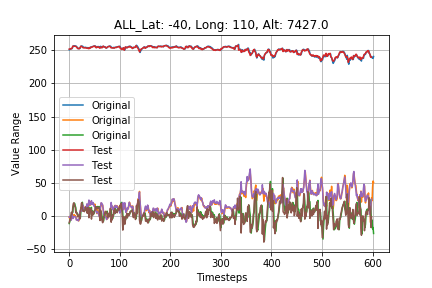 ALL_Lat: -40, Long: 110, Alt: 7427.0
250
200
150
100
50
0
−50
Value Range
Original
Original
Original
Test
Test
Test
0
100
200
300
400
500
600
Timesteps